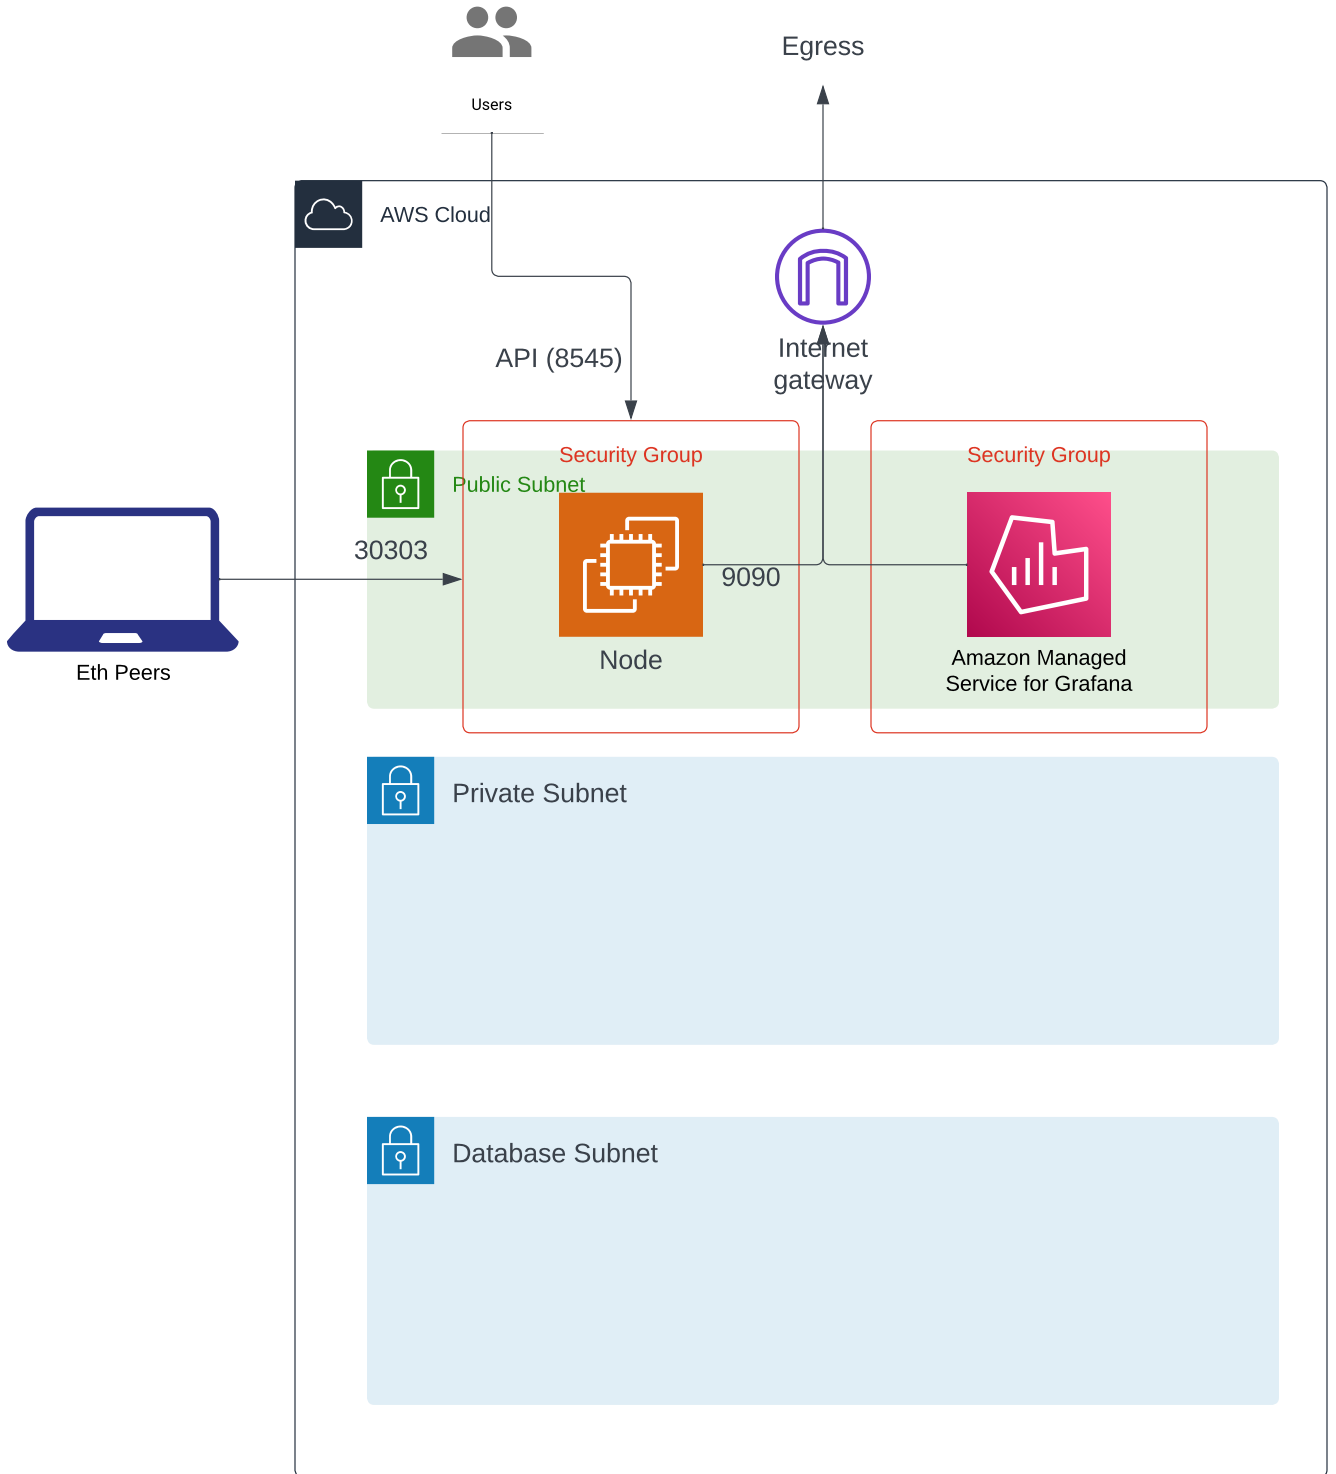 Users
Egress
AWS Cloud
Internet
gateway
API (8545)
Security Group
Security Group
Public Subnet
30303
9090
Node
Eth Peers
Amazon Managed
Service for Grafana
Private Subnet
Database Subnet